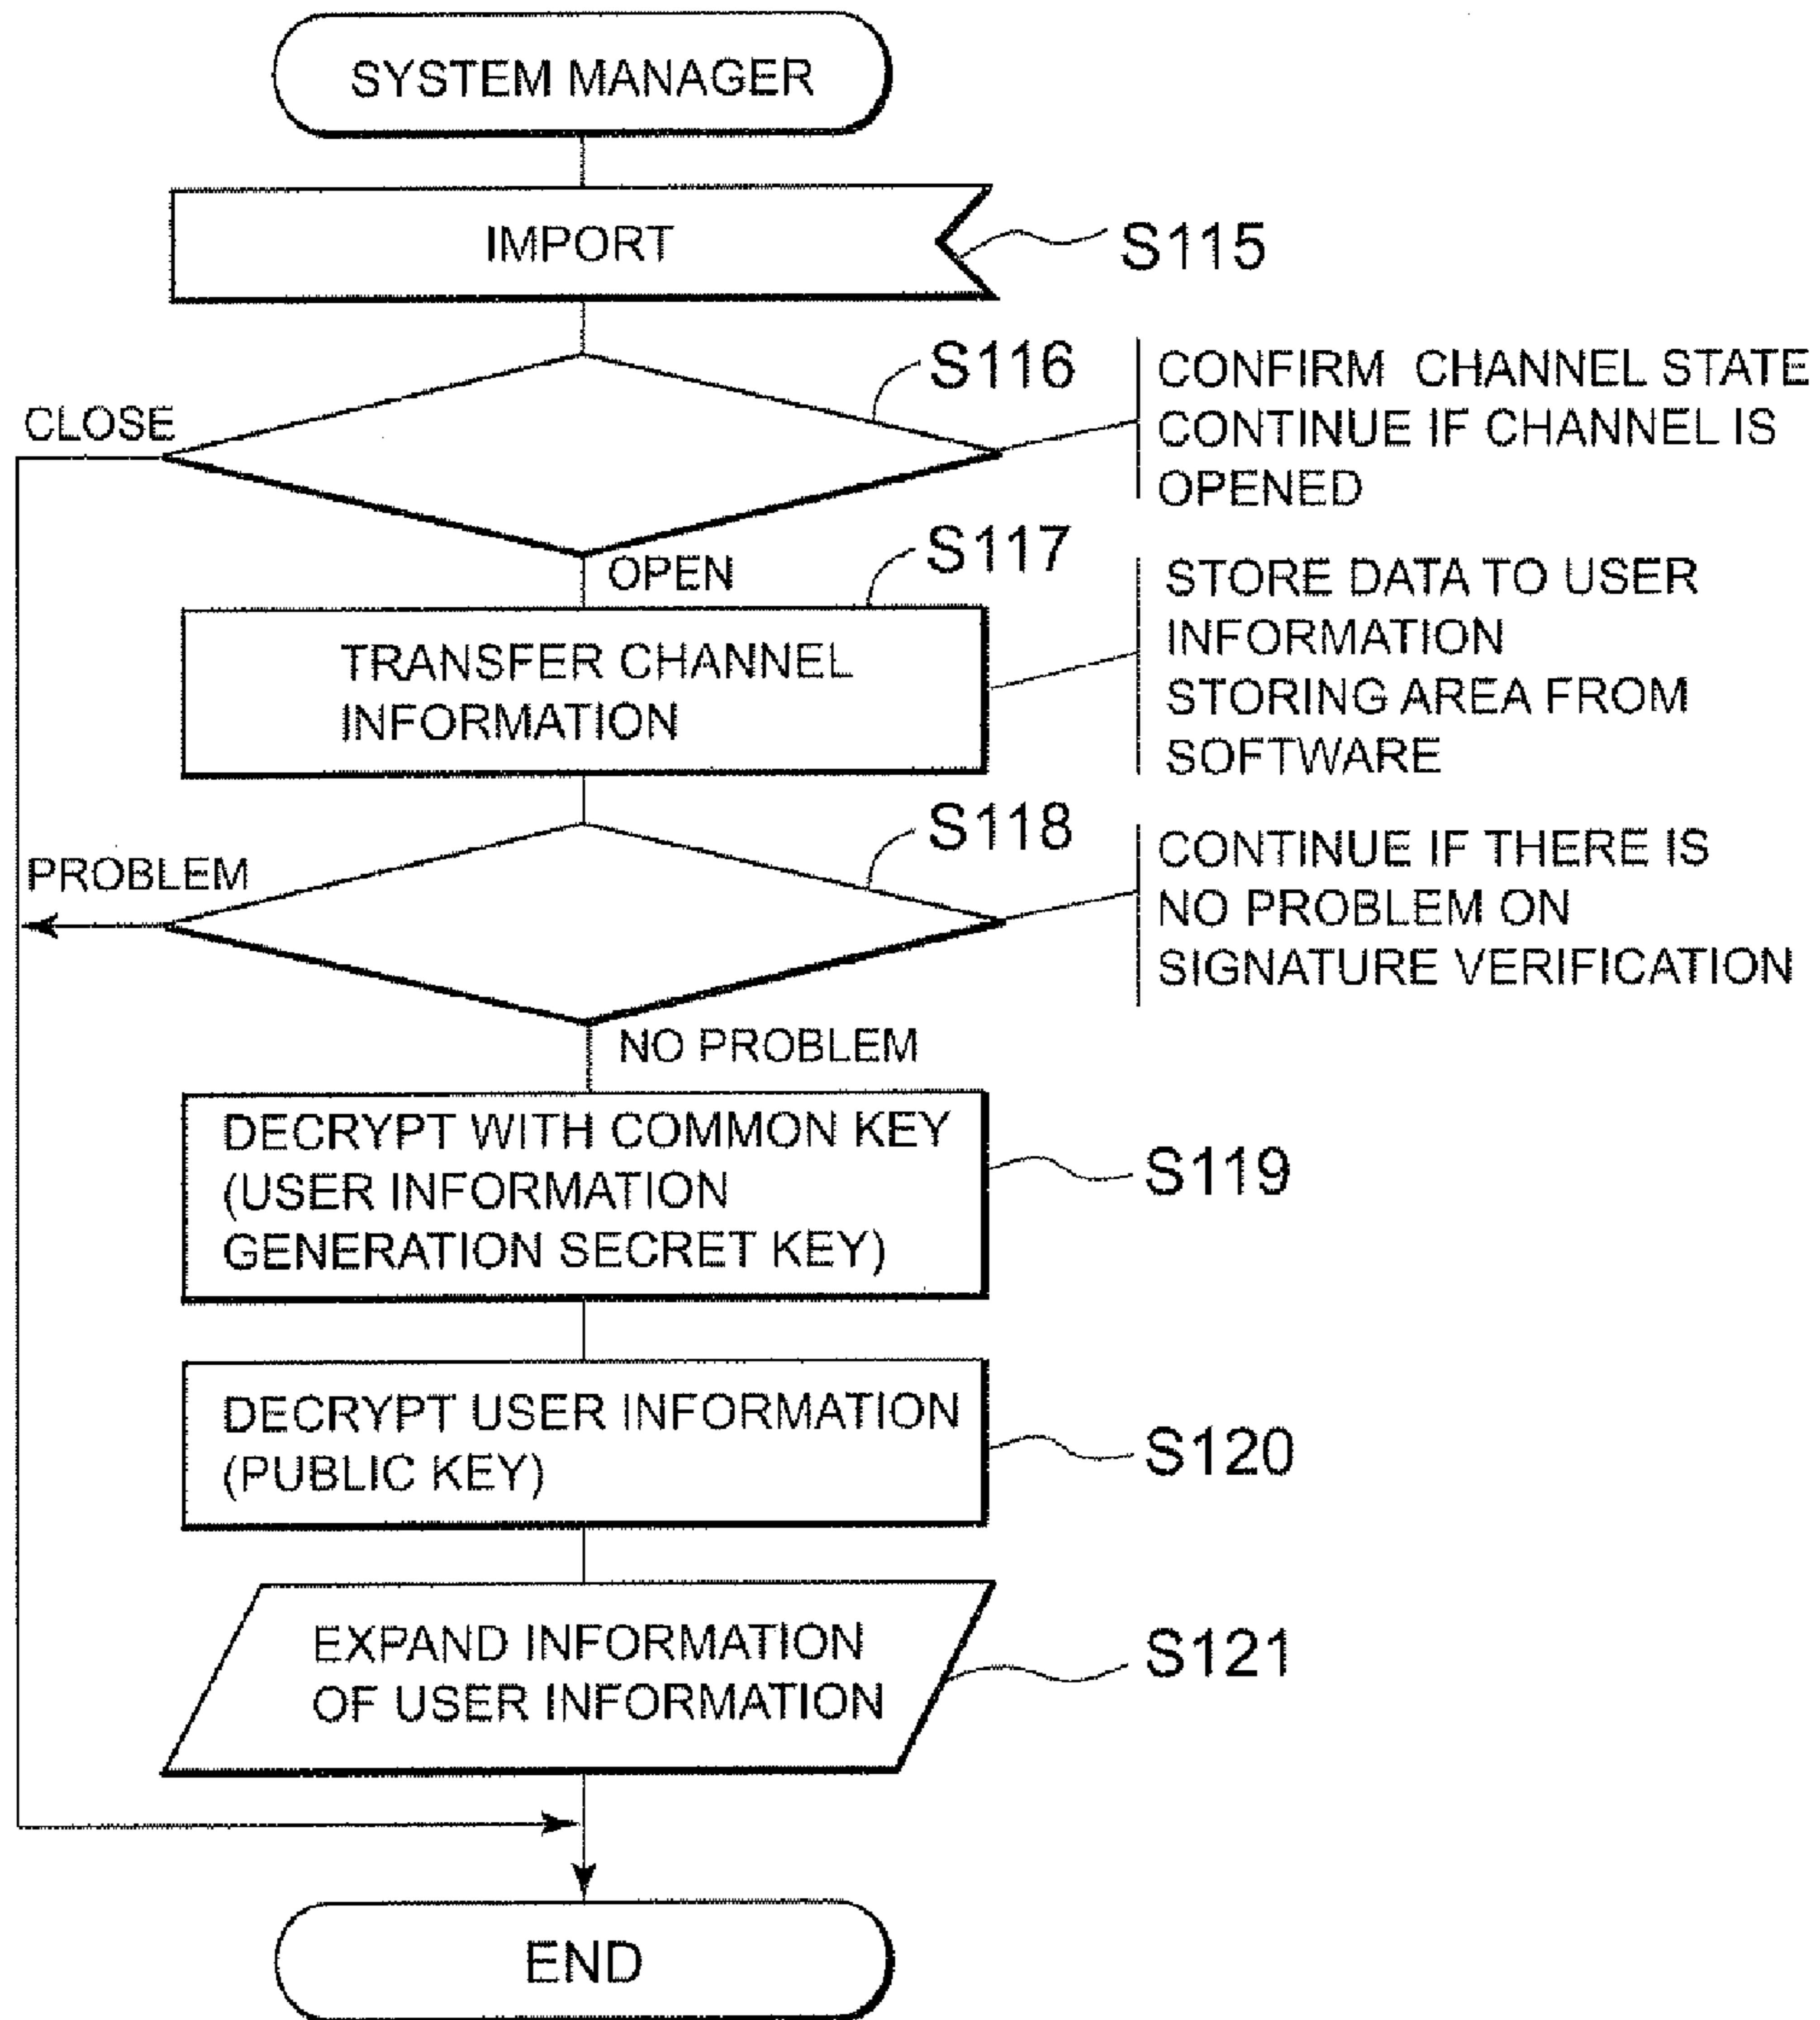 SYSTEM MANAGER
IMPORT
S115
S116
CONFIRM CHANNEL STATE
CONTINUE IF CHANNEL IS
OPENED
CLOSE
OPEN
S117
TRANSFER CHANNEL
INFORMATION
STORE DATA TO USER
INFORMATION
STORING AREA FROM
SOFTWARE
S118
PROBLEM
CONTINUE IF THERE IS
NO PROBLEM ON
SIGNATURE VERIFICATION
NO PROBLEM
DECRYPT WITH COMMON KEY
(USER INFORMATION
GENERATION SECRET KEY)
S119
DECRYPT USER INFORMATION
(PUBLIC KEY)
S120
EXPAND INFORMATION
OF USER INFORMATION
S121
END